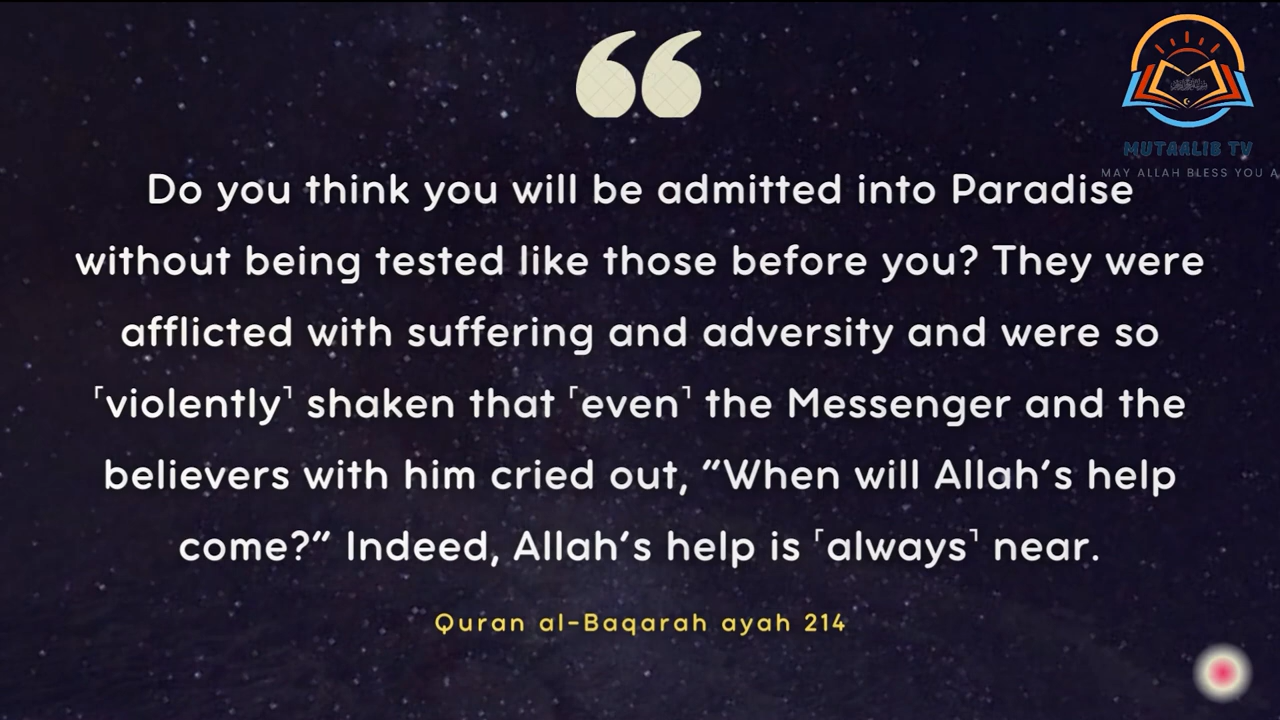 MUTAALIB TV
MAY ALLAH BLESS YOU A
Do you think you will be admitted into Paradise
without being tested like those before you? They were
afflicted with suffering and adversity and were so
⸢violently⸣ shaken that ⸢even⸣ the Messenger and the
believers with him cried out, “When will Allah’s help
come?” Indeed, Allah’s help is ⸢always⸣ near.
Quran al-Baqarah ayah 214